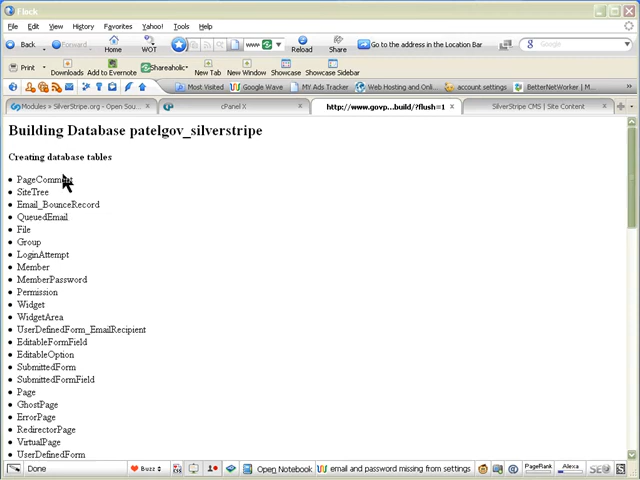 Fleck
File Edit View History Favorites Yahoo! Tools Help
Back Forward Home WOT www Reload Share Go to the address in the Location Bar Google
Print Downloads Add to Evernote Shareaholic New Tab New Window Showcase Showcase Sidebar
Most Visited Google Wave MY Ads Tracker Web Hosting and Onl... account settings BetterNetWorker | M...
Modules » SilverStripe.org - Open Sou... cPanel X http://www.govp...build/?flush=1 SilverStripe CMS | Site Content
Building Database patelgov_silverstripe
Creating database tables
PageComment
SiteTree
Email_BounceRecord
QueuedEmail
File
Group
LoginAttempt
Member
MemberPassword
Permission
Widget
WidgetArea
UserDefinedForm_EmailRecipient
EditableFormField
EditableOption
SubmittedForm
SubmittedFormField
Page
GhostPage
ErrorPage
RedirectorPage
VirtualPage
UserDefinedForm
Done Buzz Open Notebook email and password missing from settings PageRank Alexa SEO